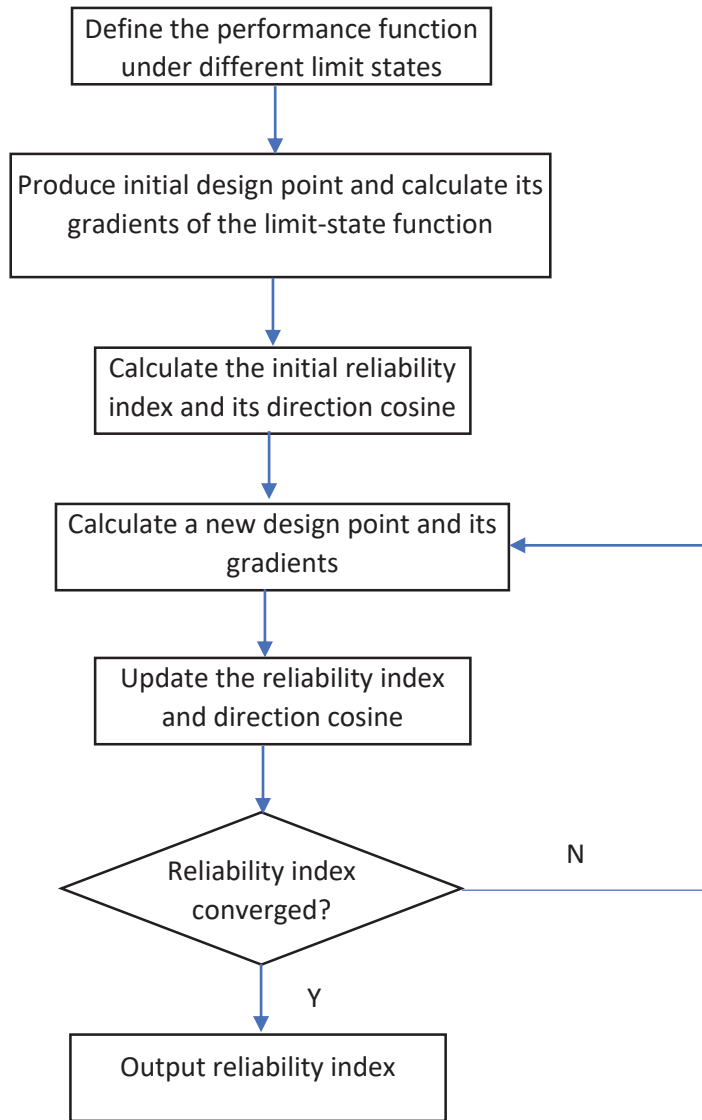 Define the performance function
under different limit states
Produce initial design point and calculate its
gradients of the limit-state function
Calculate the initial reliability
index and its direction cosine
Calculate a new design point and its
gradients
Update the reliability index
and direction cosine
Reliability index
converged?
N
Y
Output reliability index